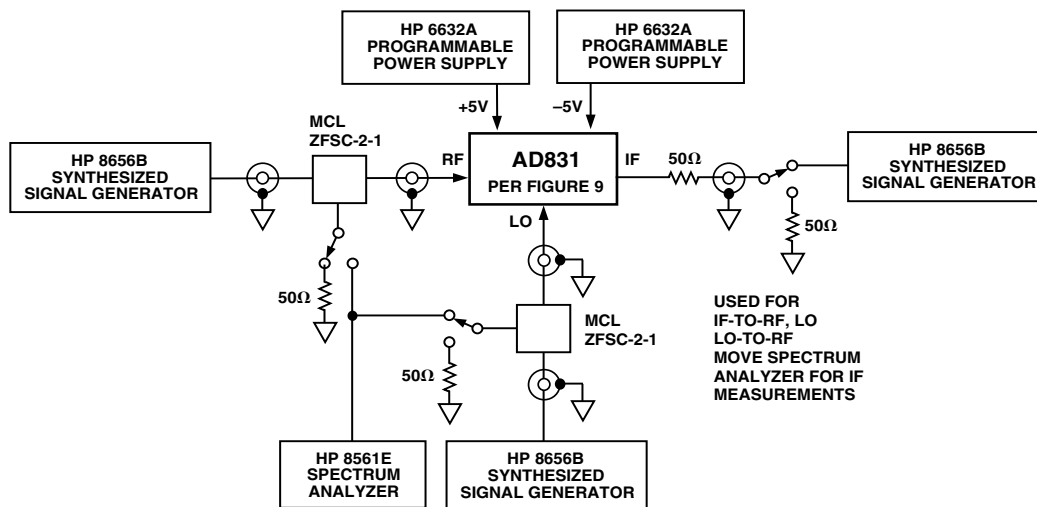 HP 6632A
PROGRAMMABLE
POWER SUPPLY
HP 6632A
PROGRAMMABLE
POWER SUPPLY
+5V
–5V
MCL
ZFSC-2-1
HP 8656B
SYNTHESIZED
SIGNAL GENERATOR
RF
AD831
PER FIGURE 9
IF
LO
50Ω
HP 8656B
SYNTHESIZED
SIGNAL GENERATOR
50Ω
50Ω
MCL
ZFSC-2-1
50Ω
USED FOR
IF-TO-RF, LO
LO-TO-RF
MOVE SPECTRUM
ANALYZER FOR IF
MEASUREMENTS
HP 8561E
SPECTRUM
ANALYZER
HP 8656B
SYNTHESIZED
SIGNAL GENERATOR